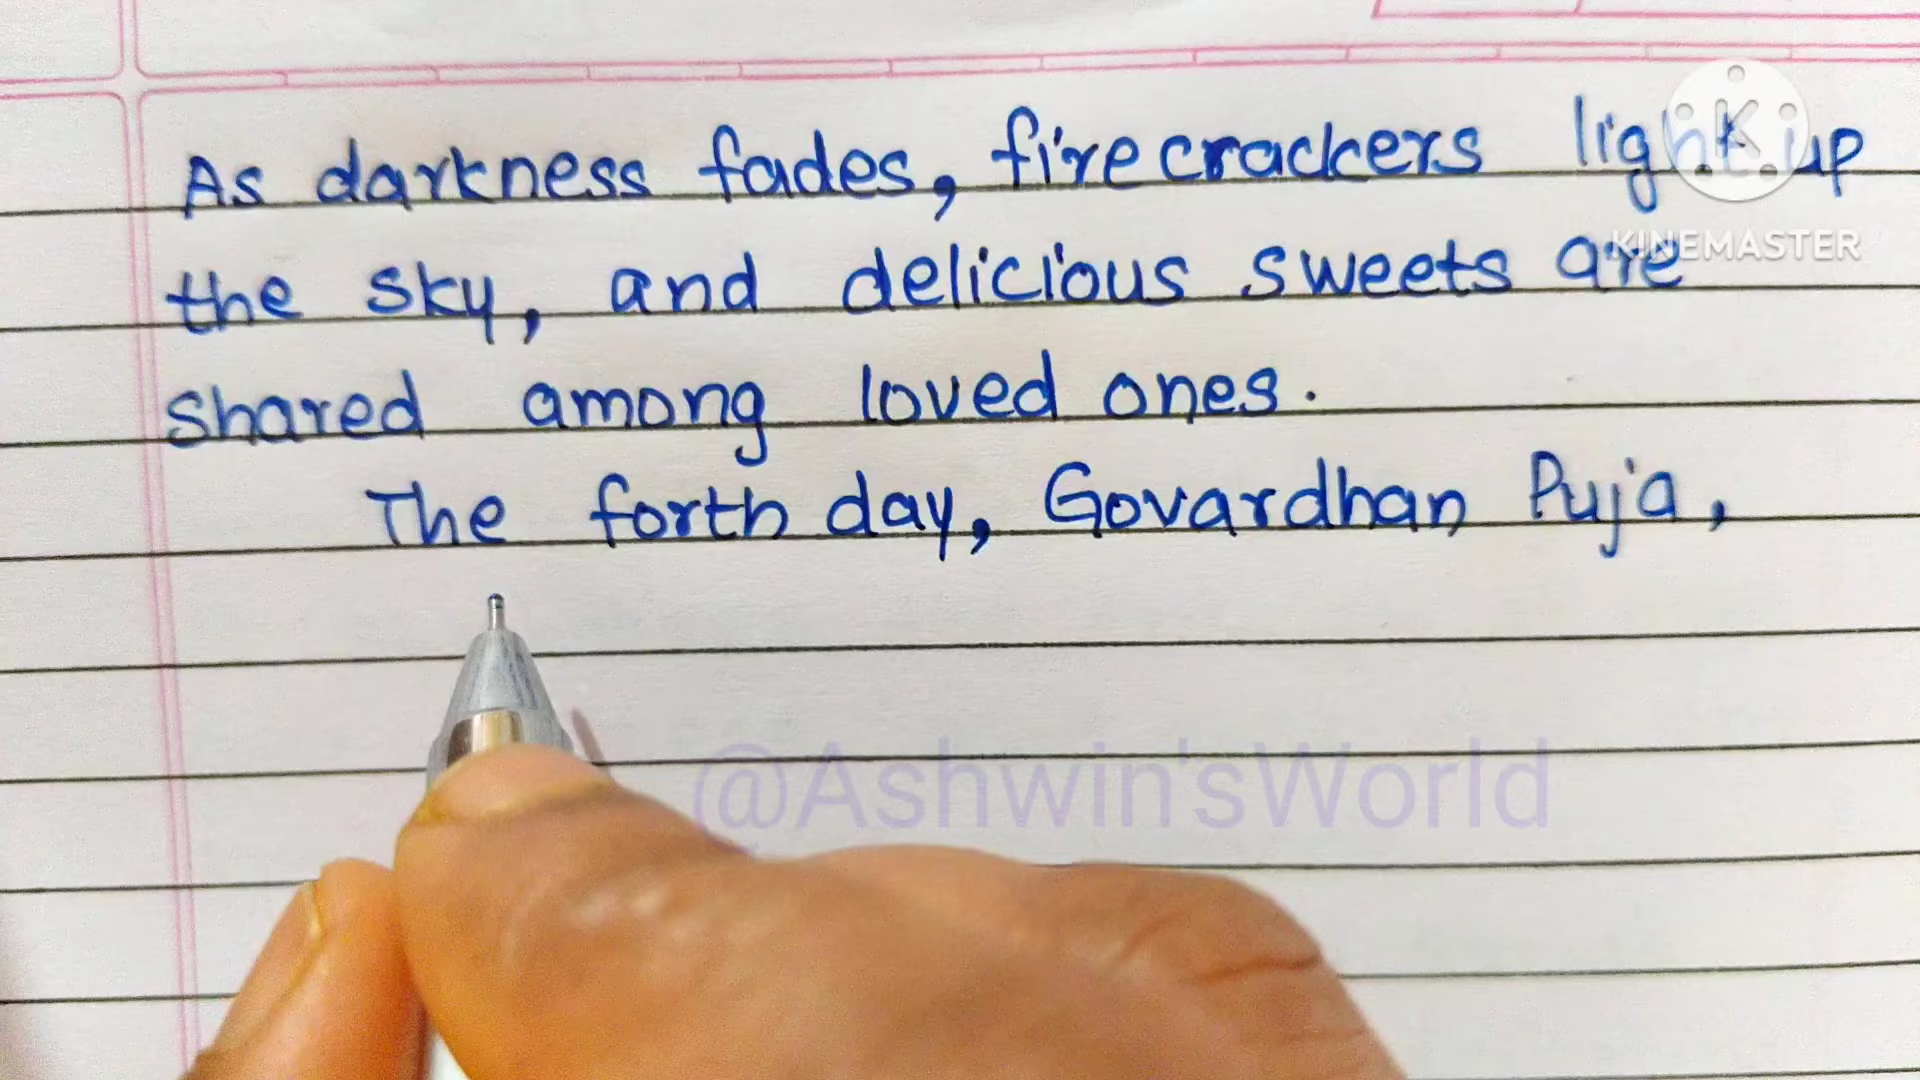 As darkness fades, firecrackers light up
KINEMASTER
the sky, and delicious sweets are
shared among loved ones.
The forth day, Govardhan Puja,
@Ashwin'sWorld